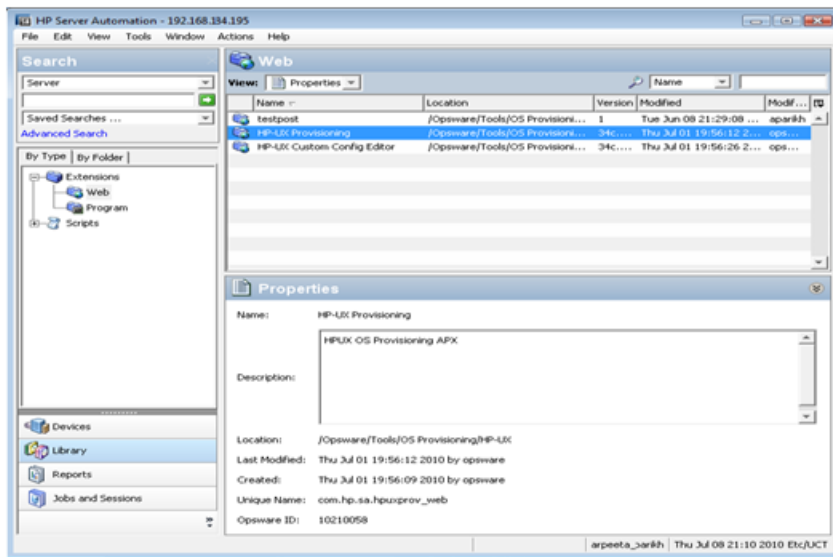 HP Server Automation - 192.168.184.195
File Edit View Tools Window Actions Help
Search
Server
Saved Searches ...
Advanced Search
By Type By Folder
Extensions
Web
Program
Scripts
Devices
Library
Reports
Jobs and Sessions
Web
View: Properties Name
Name Location Version Modified Modif...
testpost /Opsware/Tools/OS Provisioni... 1 Tue Jun 08 21:29:08 ... aparikh
HP-UX Provisioning /Opsware/Tools/OS Provisioni... 34c.... Thu Jul 01 19:56:12 2... ops...
HP-UX Custom Config Editor /Opsware/Tools/OS Provisioni... 34c.... Thu Jul 01 19:56:26 2... ops...
Properties
Name: HP-UX Provisioning
Description: HPUX OS Provisioning APX
Location: /Opsware/Tools/OS Provisioning/HP-UX
Last Modified: Thu Jul 01 19:56:12 2010 by opsware
Created: Thu Jul 01 19:56:09 2010 by opsware
Unique Name: com.hp.sa.hpuxprov_web
Opsware ID: 10210058
arpeeta_parikh Thu Jul 08 21:10 2010 Etc/UCT